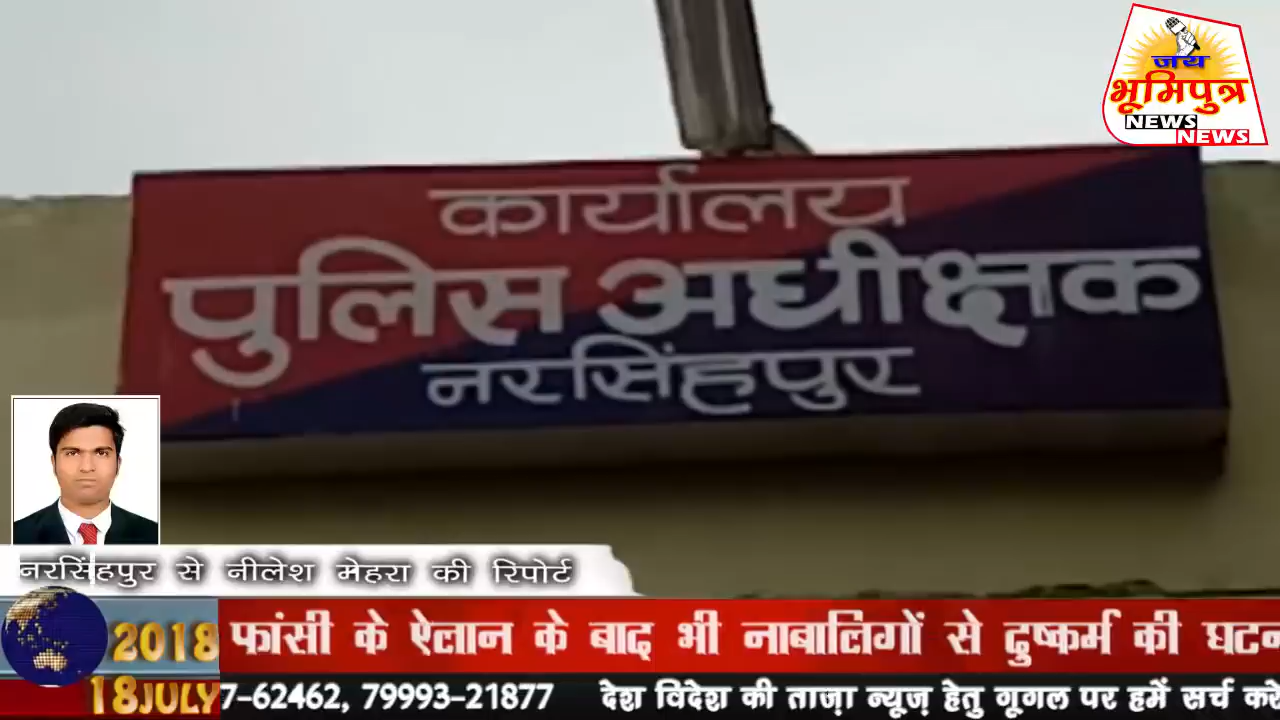 जय
भूमिपुत्र
NEWS
NEWS
कार्यालय
पुलिस अधीक्षक
नरसिंहपुर
नरसिंहपुर से नीलेश मेहरा की रिपोर्ट
2018
18JULY
फांसी के ऐलान के बाद भी नाबालिगों से दुष्कर्म की
7-62462, 79993-21877 देश विदेश की ताज़ा न्यूज़ हेतु गूगल पर हमें सर्च करे